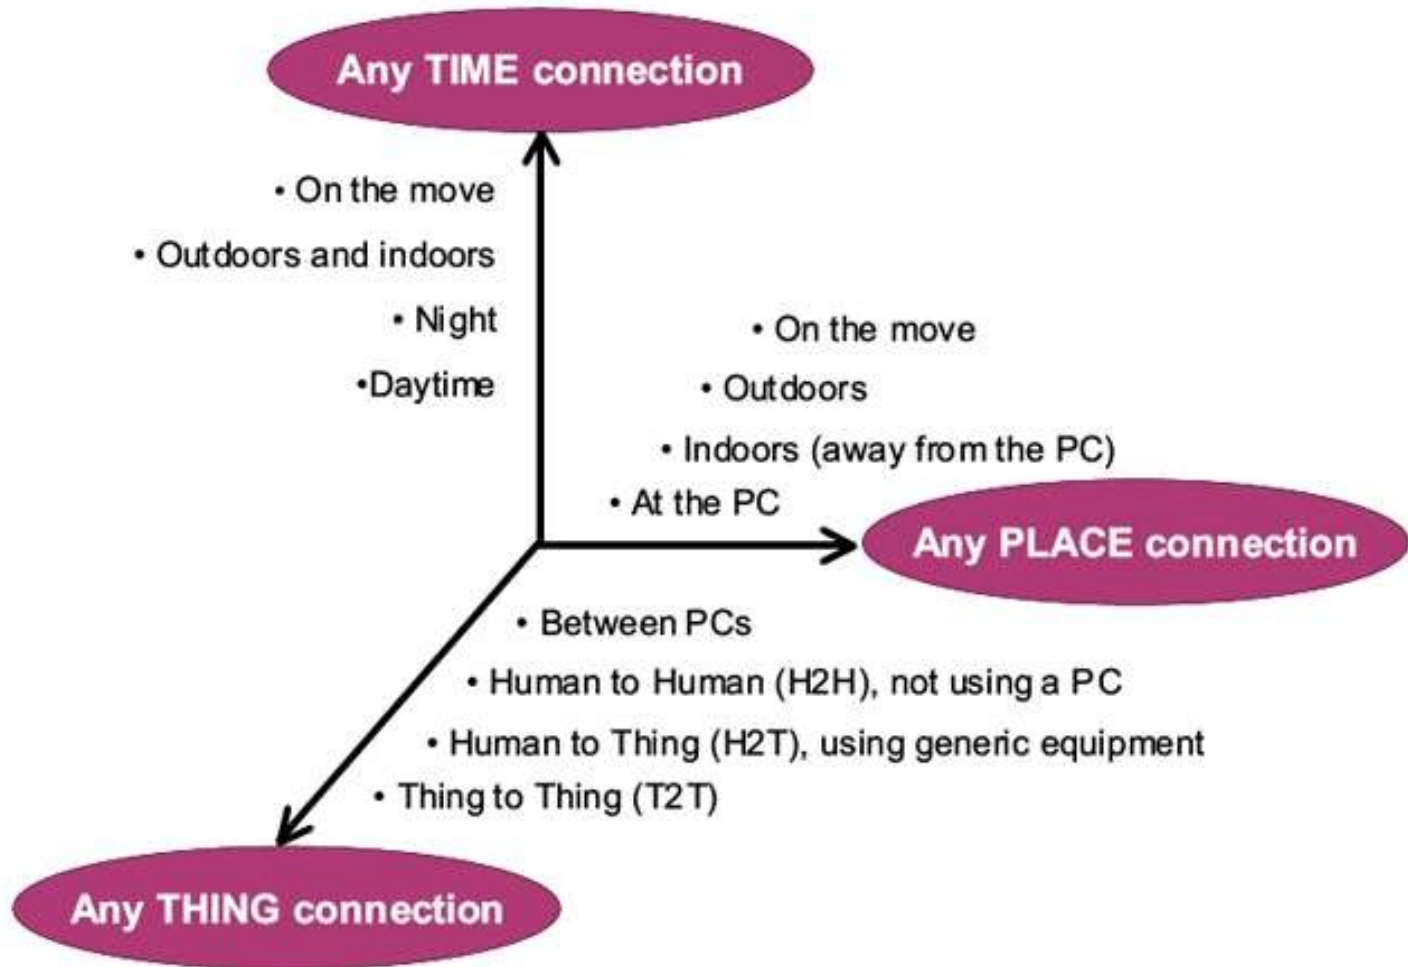 Any TIME connection
• On the move
• Outdoors and indoors
• Night
•Daytime
• On the move
• Outdoors
• Indoors (away from the PC)
• At the PC
Any PLACE connection
• Between PCs
• Human to Human (H2H), not using a PC
• Human to Thing (H2T), using generic equipment
• Thing to Thing (T2T)
Any THING connection